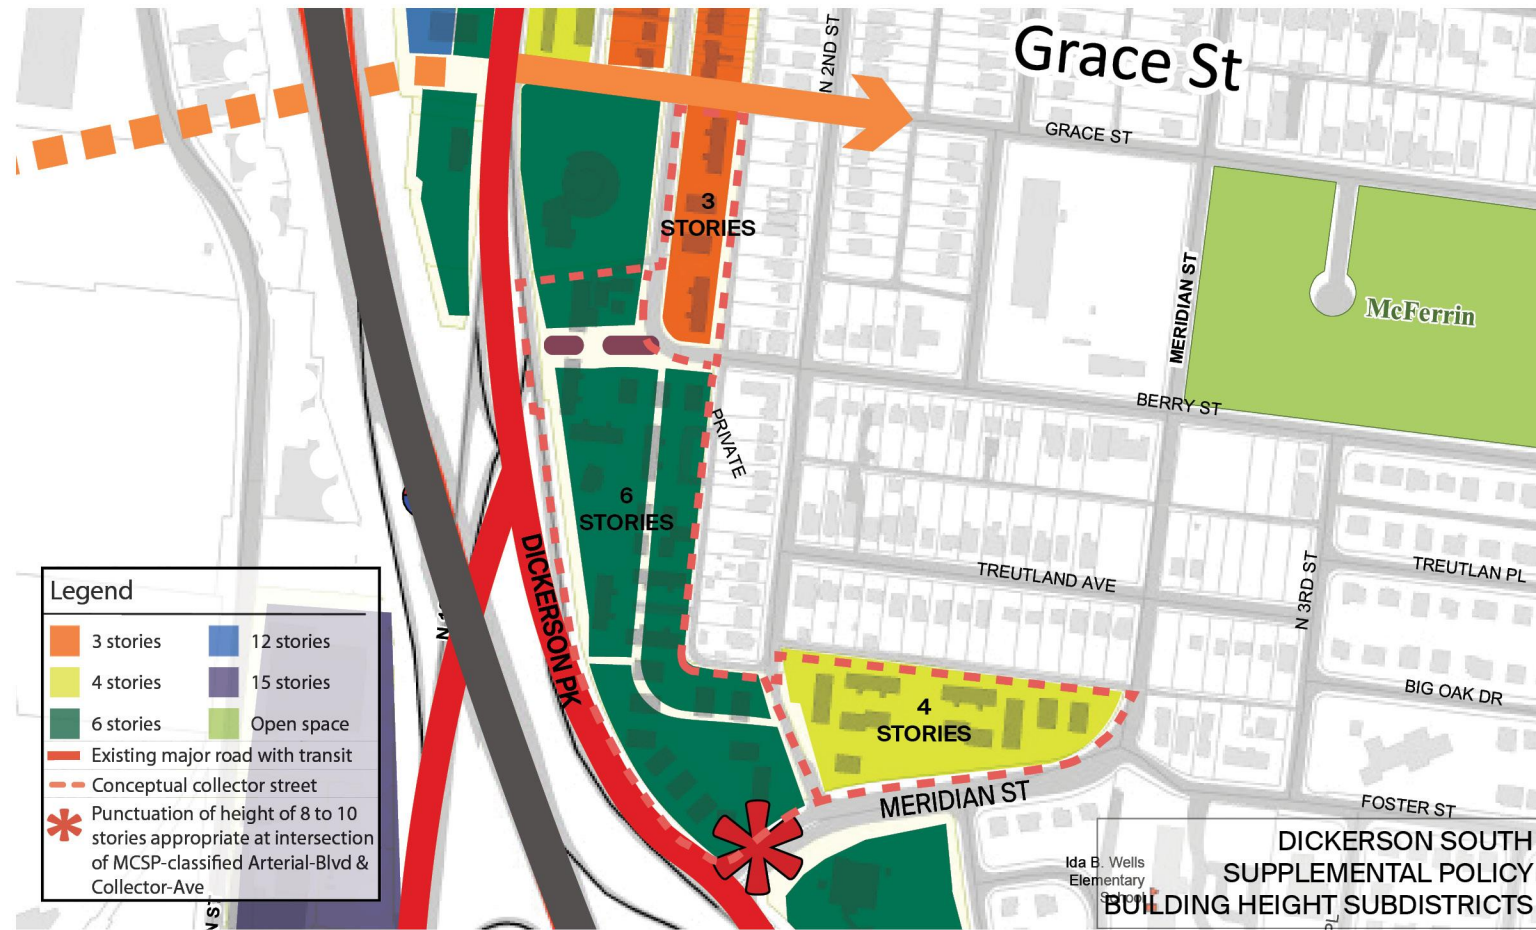 Grace St
N 2ND ST
GRACE ST
3
STORIES
MERIDIAN ST
McFerrin
BERRY ST
PRIVATE
6
STORIES
DICKERSON PK
TREUTLAND AVE
N 3RD ST
TREUTLAN PL
BIG OAK DR
4
STORIES
MERIDIAN ST
FOSTER ST
Legend
3 stories
12 stories
4 stories
15 stories
6 stories
Open space
Existing major road with transit
Conceptual collector street
Punctuation of height of 8 to 10
stories appropriate at intersection
of MCSP-classified Arterial-Blvd &
Collector-Ave
N ST
Ida B. Wells
Elementary
School
PL
DICKERSON SOUTH
SUPPLEMENTAL POLICY
BUILDING HEIGHT SUBDISTRICTS